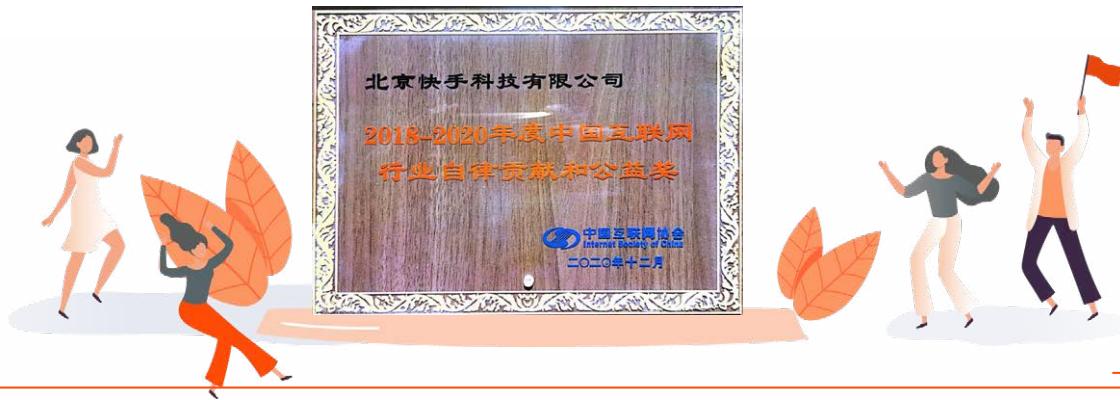 北京快手科技有限公司
2018-2020年度中国互联网
行业自律贡献和公益奖
中国互联网协会
Internet Society of China
二〇二〇年十二月